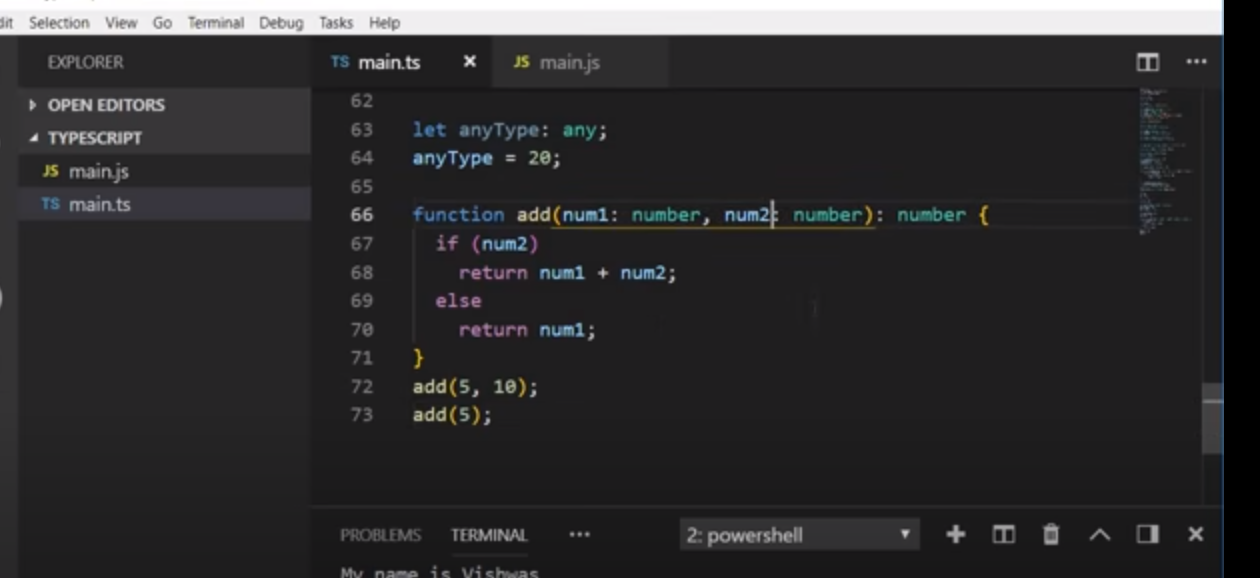 Selection View Go Terminal Debug Tasks Help
EXPLORER
OPEN EDITORS
TYPESCRIPT
JS main.js
TS main.ts
TS main.ts × JS main.js
62
63 let anyType: any;
64 anyType = 20;
65
66 function add(num1: number, num2: number): number {
67 if (num2)
68 return num1 + num2;
69 else
70 return num1;
71 }
72 add(5, 10);
73 add(5);
PROBLEMS TERMINAL ··· 2: powershell
My name is Vishwas